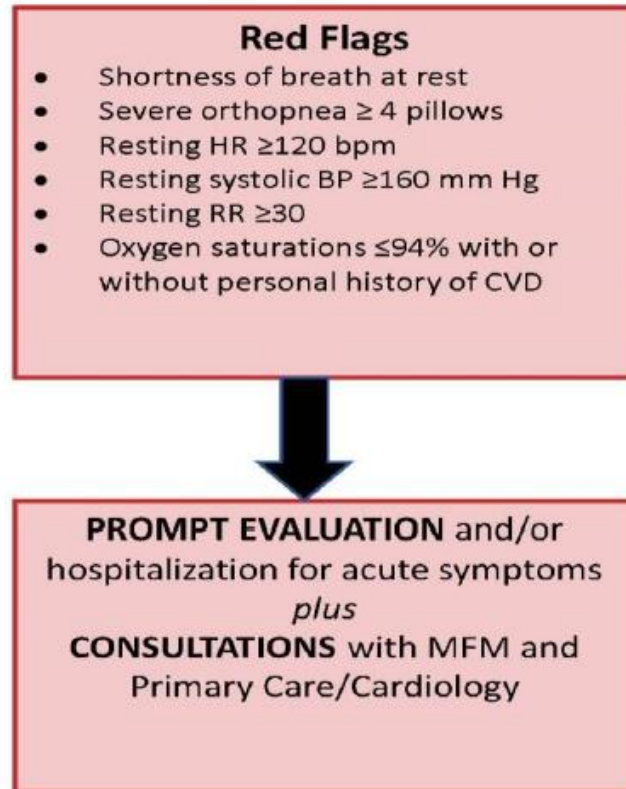 Red Flags
• Shortness of breath at rest
• Severe orthopnea ≥ 4 pillows
• Resting HR ≥120 bpm
• Resting systolic BP ≥160 mm Hg
• Resting RR ≥30
• Oxygen saturations ≤94% with or
without personal history of CVD
PROMPT EVALUATION and/or
hospitalization for acute symptoms
plus
CONSULTATIONS with MFM and
Primary Care/Cardiology